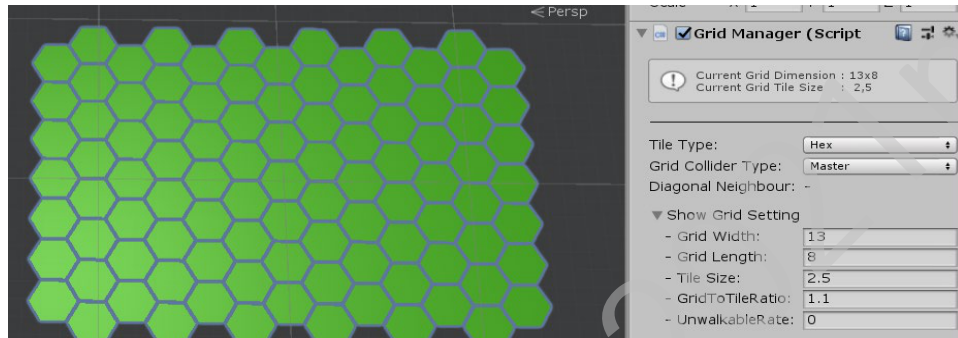 <Persp
Grid Manager (Script
Current Grid Dimension : 13x8
Current Grid Tile Size : 2,5
Tile Type: Hex
Grid Collider Type: Master
Diagonal Neighbour: -
Show Grid Setting
- Grid Width: 13
- Grid Length: 8
- Tile Size: 2.5
- GridToTileRatio: 1.1
- UnwalkableRate: 0